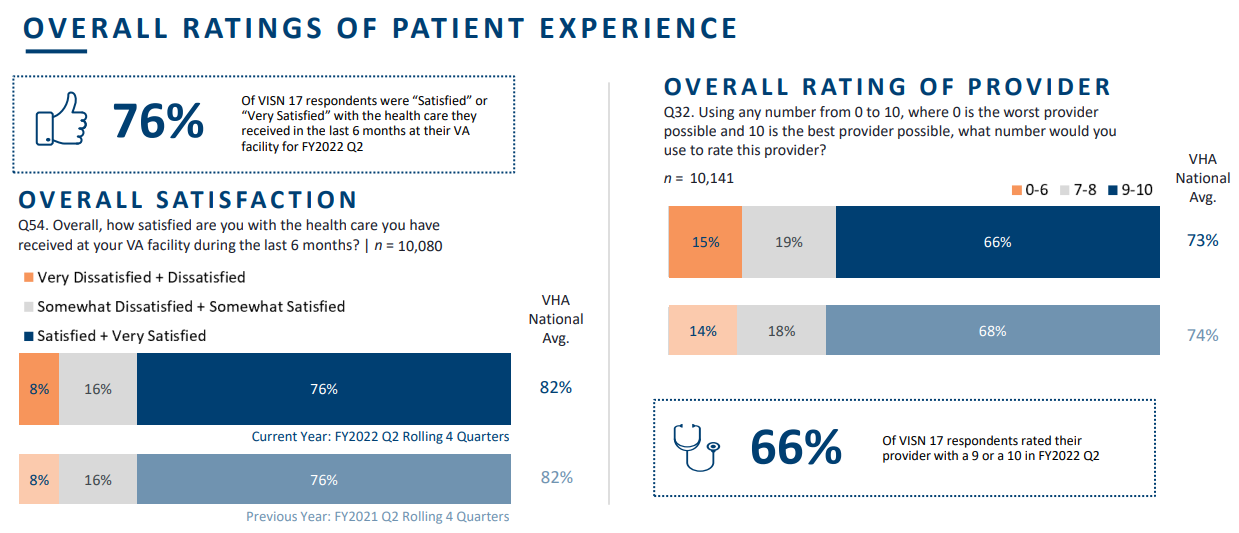 OVERALL RATINGS OF PATIENT EXPERIENCE
76%
Of VISN 17 respondents were “Satisfied” or
“Very Satisfied” with the health care they
received in the last 6 months at their VA
facility for FY2022 Q2
OVERALL SATISFACTION
Q54. Overall, how satisfied are you with the health care you have
received at your VA facility during the last 6 months? | n = 10,080
Very Dissatisfied + Dissatisfied
Somewhat Dissatisfied + Somewhat Satisfied
Satisfied + Very Satisfied
VHA
National
Avg.
8% 16% 76% 82%
Current Year: FY2022 Q2 Rolling 4 Quarters
8% 16% 76% 82%
Previous Year: FY2021 Q2 Rolling 4 Quarters
OVERALL RATING OF PROVIDER
Q32. Using any number from 0 to 10, where 0 is the worst provider
possible and 10 is the best provider possible, what number would you
use to rate this provider?
n = 10,141
0-6 7-8 9-10
VHA
National
Avg.
15% 19% 66% 73%
14% 18% 68% 74%
66%
Of VISN 17 respondents rated their
provider with a 9 or a 10 in FY2022 Q2